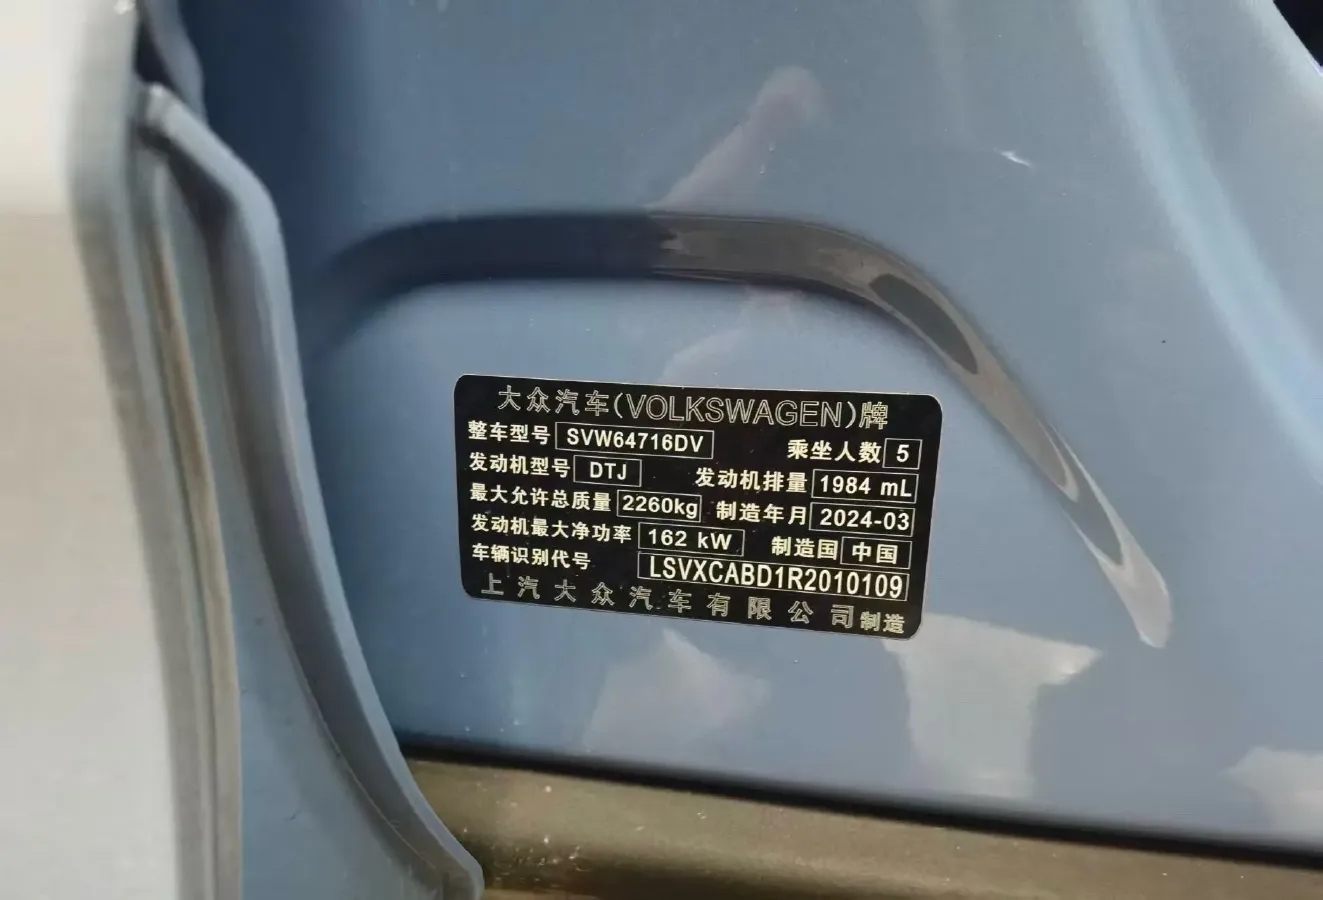 大众汽车(VOLKSWAGEN)牌
整车型号 SVW64716DV 乘坐人数 5
发动机型号 DTJ 发动机排量 1984 mL
最大允许总质量 2260kg 制造年月 2024-03
发动机最大净功率 162 kW 制造国 中国
车辆识别代号 LSVXCABD1R2010109
上汽大众汽车有限公司制造